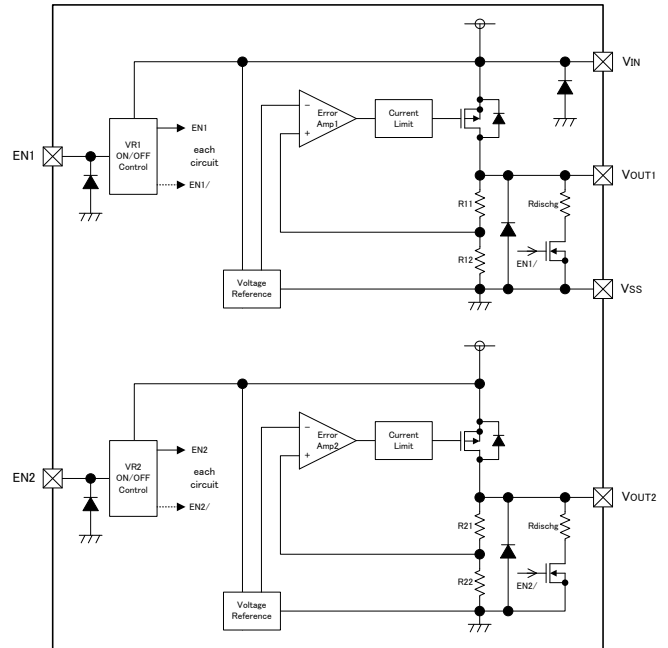 VIN
EN1
VR1
ON/OFF
Control
EN1
each
circuit
EN1/
Error
Amp1
Current
Limit
VOUT1
R11
Rdischg
R12
EN1/
Voltage
Reference
VSS
EN2
VR2
ON/OFF
Control
EN2
each
circuit
EN2/
Error
Amp2
Current
Limit
VOUT2
R21
Rdischg
R22
EN2/
Voltage
Reference